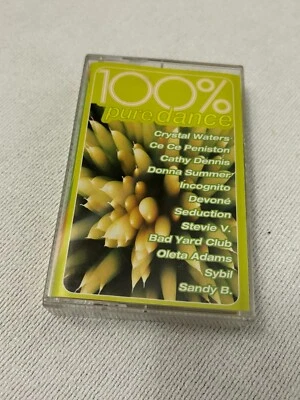 100%
pure dance
Crystal Waters
Ce Ce Peniston
Cathy Dennis
Donna Summer
Incognito
Devoné
Seduction
Stevie V.
Bad Yard Club
Oleta Adams
Sybil
Sandy B.